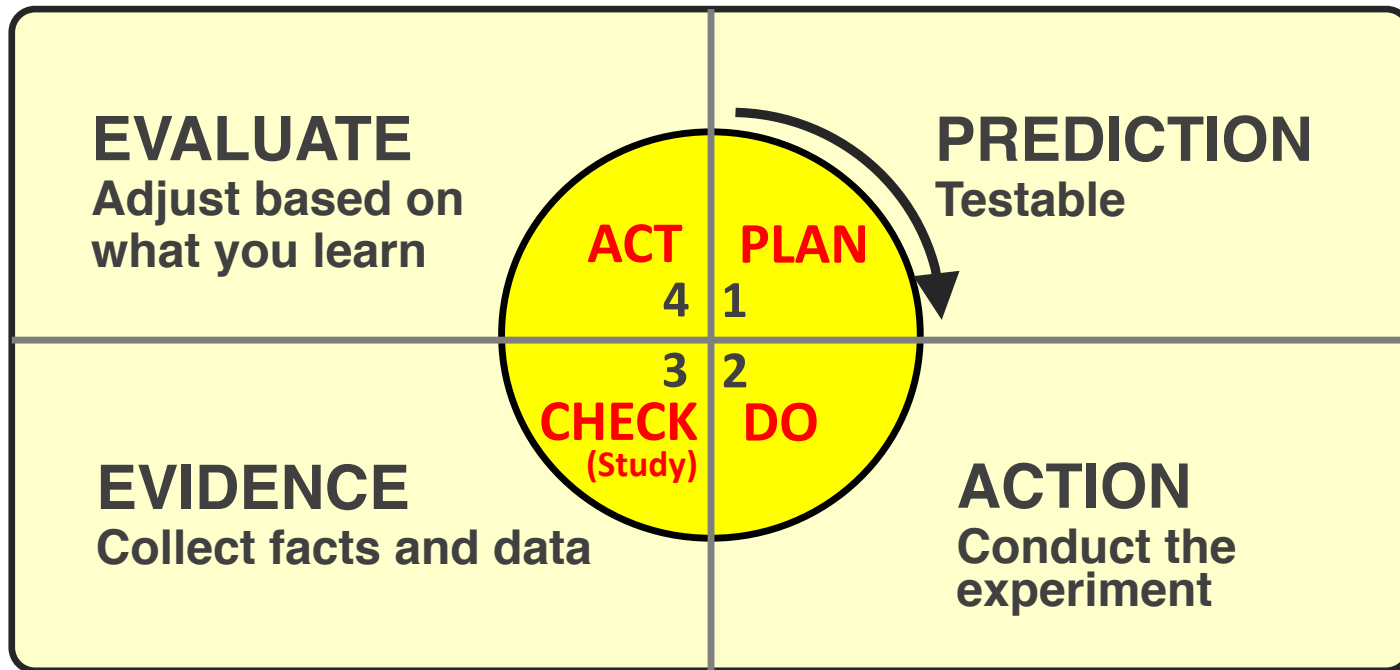 EVALUATE
Adjust based on
what you learn
PREDICTION
Testable
ACT
4
PLAN
1
3
CHECK
(Study)
2
DO
EVIDENCE
Collect facts and data
ACTION
Conduct the
experiment